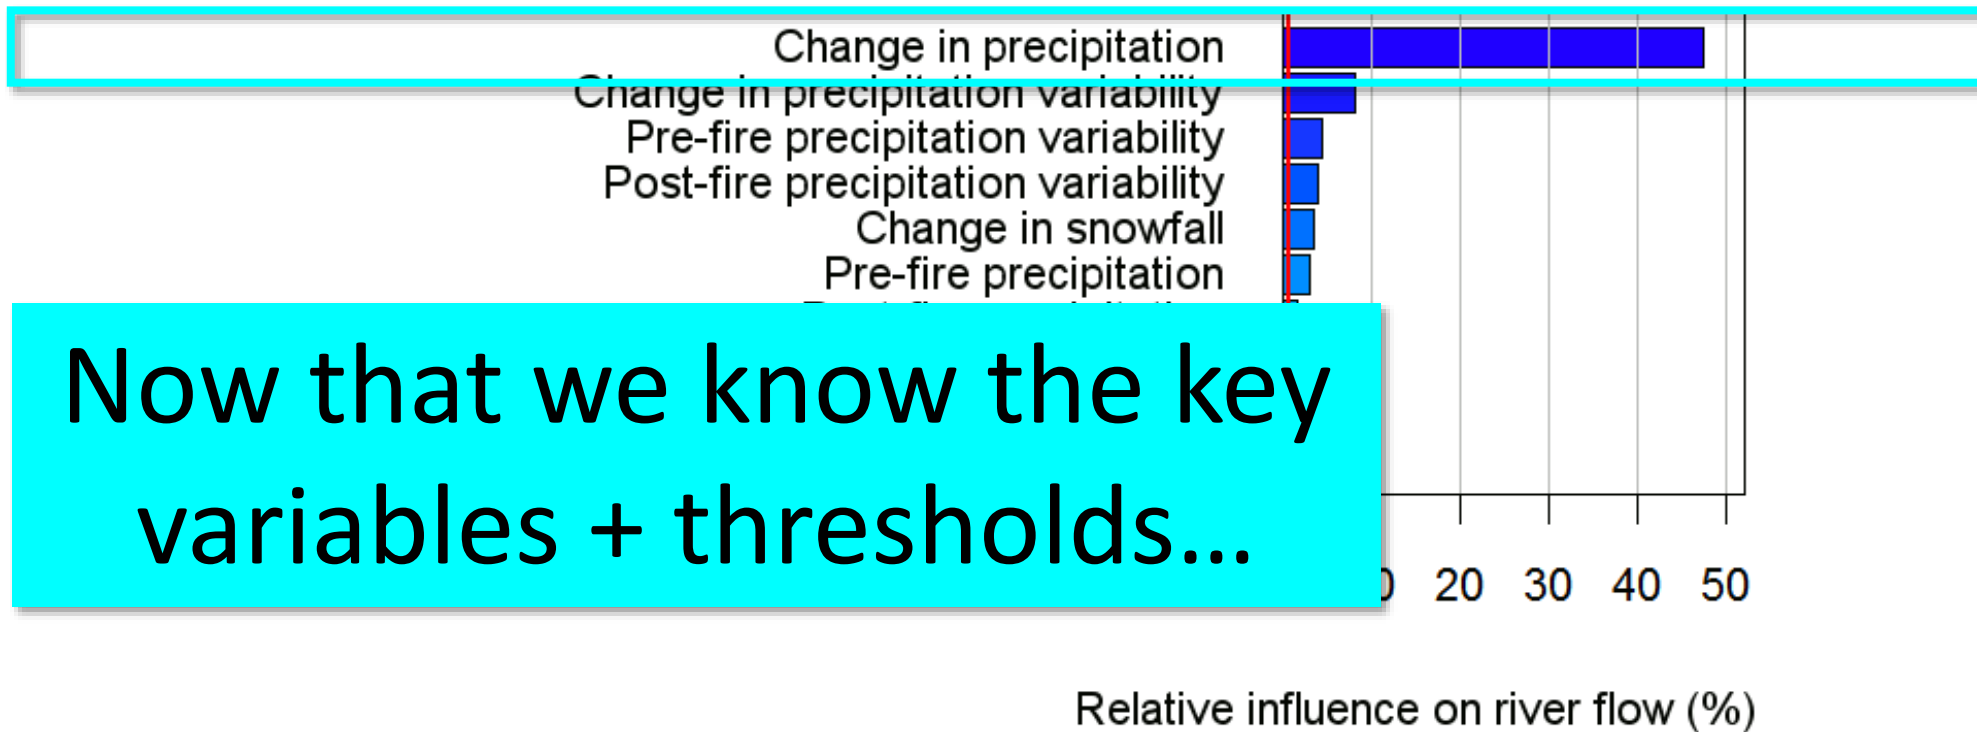 Change in precipitation
Change in precipitation variability
Pre-fire precipitation variability
Post-fire precipitation variability
Change in snowfall
Pre-fire precipitation
Now that we know the key
variables + thresholds...
20 30 40 50
Relative influence on river flow (%)